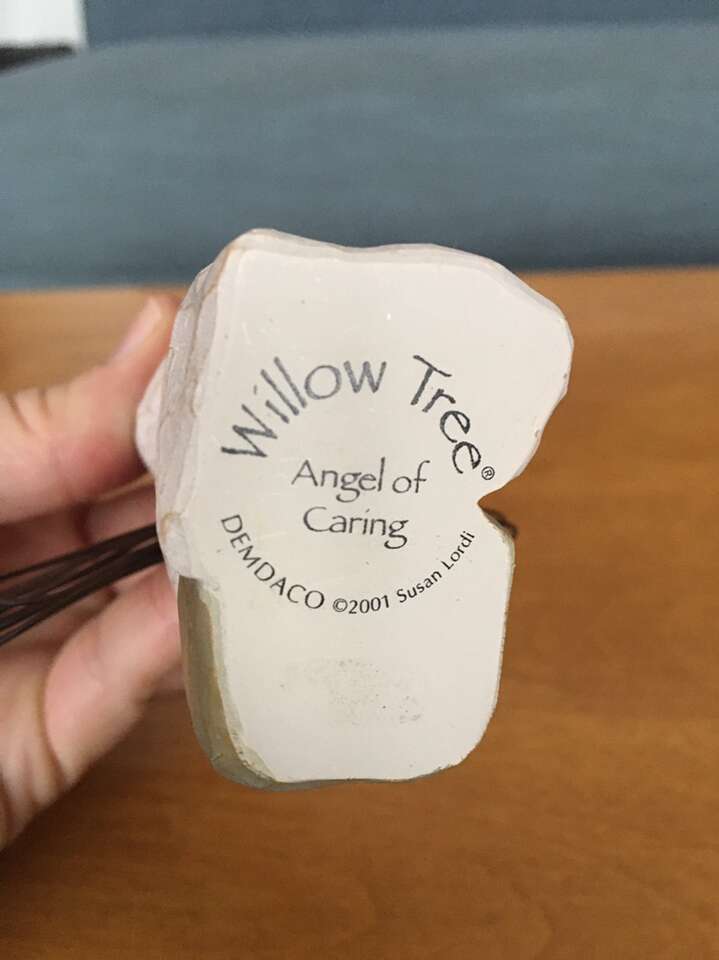 Willow Tree®
Angel of
Caring
DEMDACO ©2001 Susan Lordi